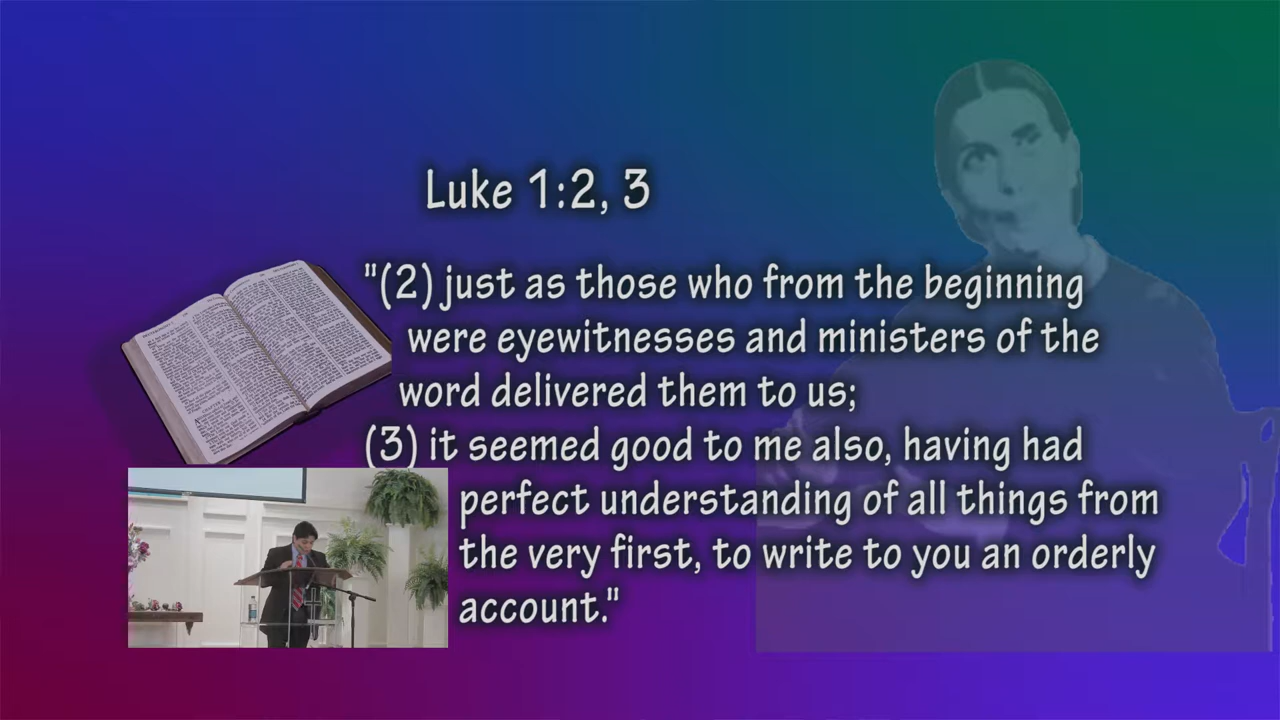 Luke 1:2, 3
"(2) just as those who from the beginning
were eyewitnesses and ministers of the
word delivered them to us;
(3) it seemed good to me also, having had
perfect understanding of all things from
the very first, to write to you an orderly
account."